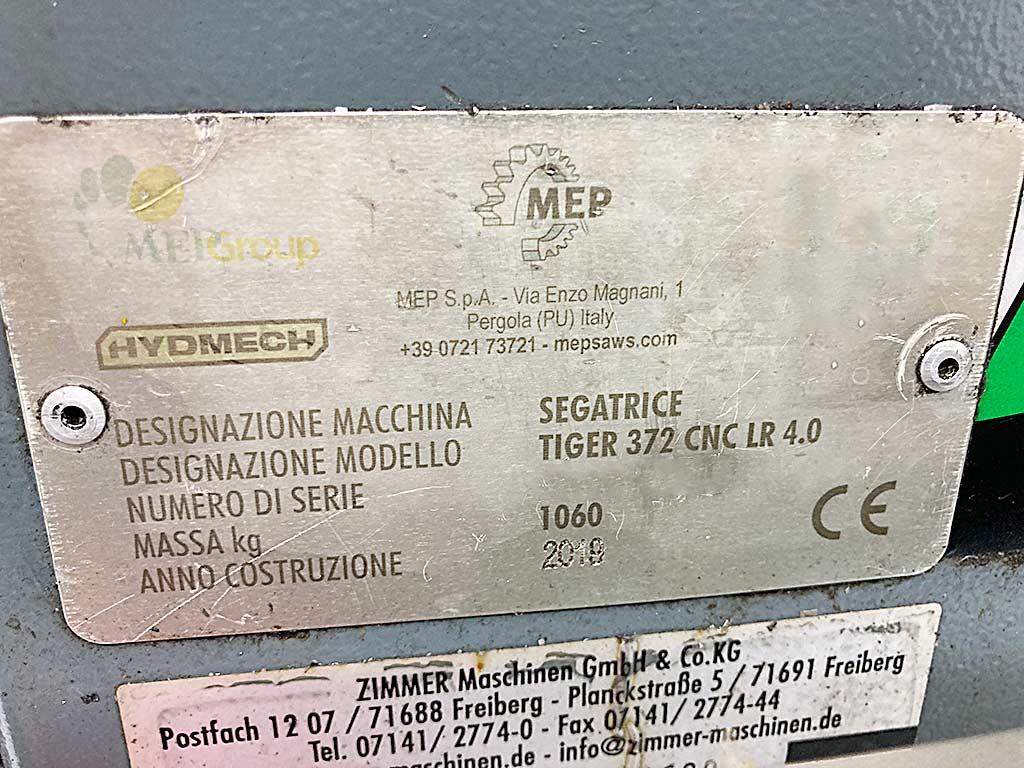 MEP
MEPGroup
MEP S.p.A. - Via Enzo Magnani, 1
Pergola (PU) Italy
+39 0721 73721 - mepsaws.com
HYDMECH
DESIGNAZIONE MACCHINA SEGATRICE
DESIGNAZIONE MODELLO TIGER 372 CNC LR 4.0
NUMERO DI SERIE
MASSA kg 1060
ANNO COSTRUZIONE 2019
CE
ZIMMER Maschinen GmbH & Co.KG
Postfach 12 07 / 71688 Freiberg - Planckstraße 5 / 71691 Freiberg
Tel. 07141/ 2774-0 - Fax 07141/ 2774-44
- info@zimmer-maschinen.de